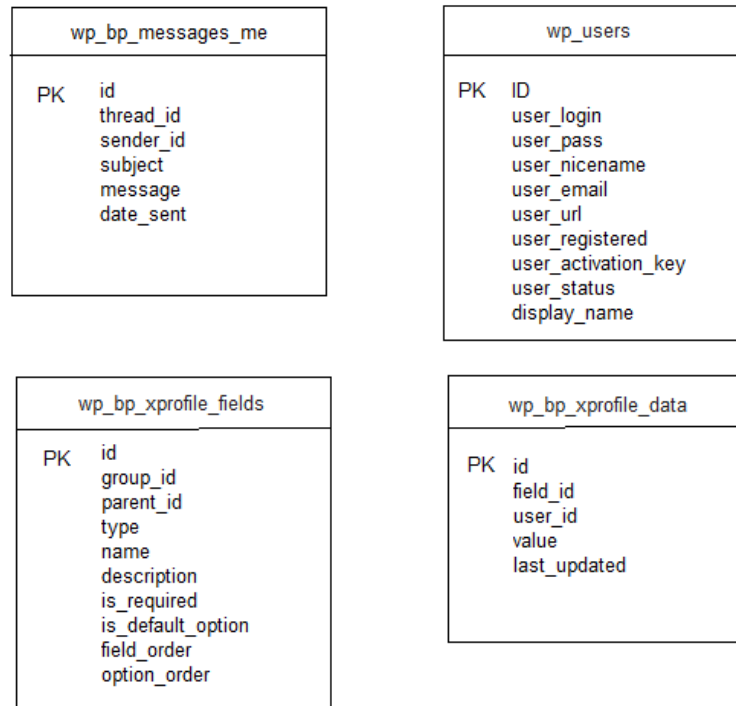 wp_bp_messages_me
PK id
thread_id
sender_id
subject
message
date_sent
wp_users
PK ID
user_login
user_pass
user_nicename
user_email
user_url
user_registered
user_activation_key
user_status
display_name
wp_bp_xprofile_fields
PK id
group_id
parent_id
type
name
description
is_required
is_default_option
field_order
option_order
wp_bp_xprofile_data
PK id
field_id
user_id
value
last_updated